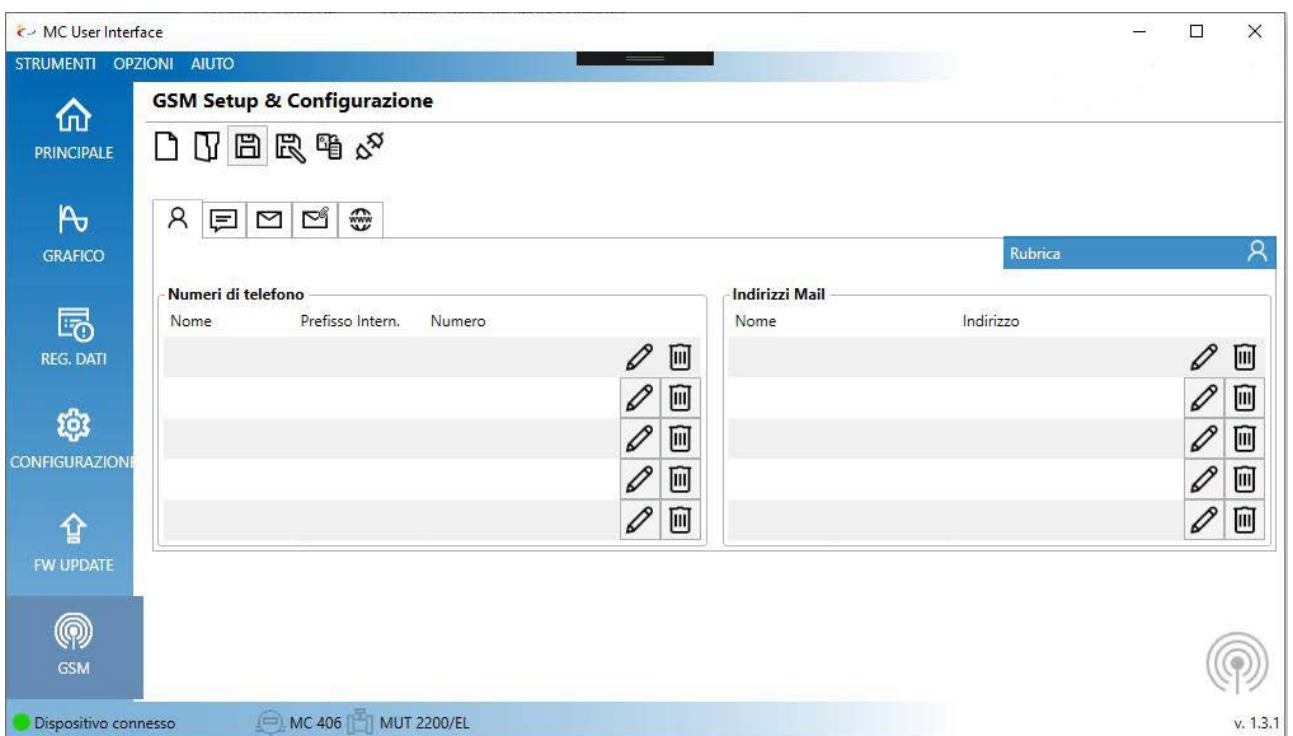 MC User Interface
STRUMENTI OPZIONI AIUTO
GSM Setup & Configurazione
PRINCIPALE
GRAFICO
REG. DATI
CONFIGURAZIONE
FW UPDATE
GSM
www
Rubrica
Numeri di telefono
Nome Prefisso Intern. Numero
Indirizzi Mail
Nome Indirizzo
Dispositivo connesso MC 406 MUT 2200/EL v. 1.3.1